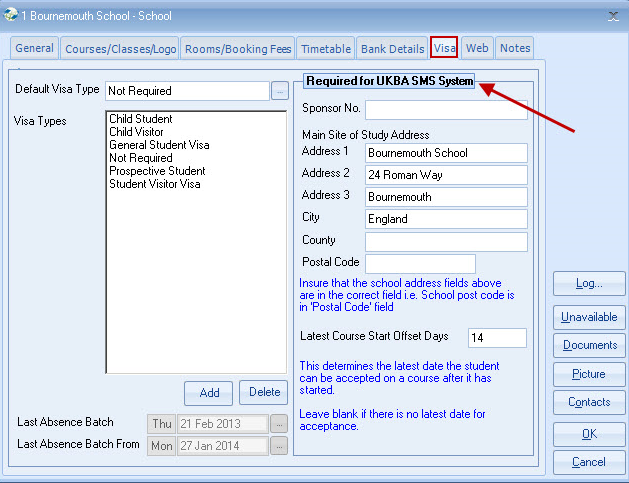 1 Bournemouth School - School
General
Courses/Classes/Logo
Rooms/Booking Fees
Timetable
Bank Details
Visa
Web
Notes
Default Visa Type
Not Required
...
Visa Types
Child Student
Child Visitor
General Student Visa
Not Required
Prospective Student
Student Visitor Visa
Add
Delete
Last Absence Batch
Thu
21 Feb 2013
...
Last Absence Batch From
Mon
27 Jan 2014
...
Required for UKBA SMS System
Sponsor No.
Main Site of Study Address
Address 1
Bournemouth School
Address 2
24 Roman Way
Address 3
Bournemouth
City
England
County
Postal Code
Insure that the school address fields above
are in the correct field i.e. School post code is
in 'Postal Code' field
Latest Course Start Offset Days
14
This determines the latest date the student
can be accepted on a course after it has
started.
Leave blank if there is no latest date for
acceptance.
Log...
Unavailable
Documents
Picture
Contacts
OK
Cancel